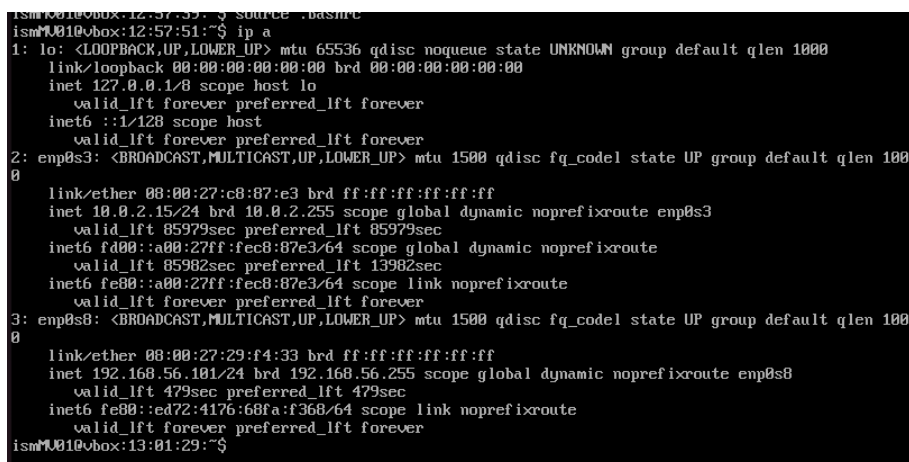 ismMV01@vbox:12:57:39:~$ source .bashrc
ismMV01@vbox:12:57:51:~$ ip a
1: lo: <LOOPBACK,UP,LOWER_UP> mtu 65536 qdisc noqueue state UNKNOWN group default qlen 1000
    link/loopback 00:00:00:00:00:00 brd 00:00:00:00:00:00
    inet 127.0.0.1/8 scope host lo
       valid_lft forever preferred_lft forever
    inet6 ::1/128 scope host
       valid_lft forever preferred_lft forever
2: enp0s3: <BROADCAST,MULTICAST,UP,LOWER_UP> mtu 1500 qdisc fq_codel state UP group default qlen 100
0
    link/ether 08:00:27:c8:87:e3 brd ff:ff:ff:ff:ff:ff
    inet 10.0.2.15/24 brd 10.0.2.255 scope global dynamic noprefixroute enp0s3
       valid_lft 85979sec preferred_lft 85979sec
    inet6 fd00::a00:27ff:fec8:87e3/64 scope global dynamic noprefixroute
       valid_lft 85982sec preferred_lft 13982sec
    inet6 fe80::a00:27ff:fec8:87e3/64 scope link noprefixroute
       valid_lft forever preferred_lft forever
3: enp0s8: <BROADCAST,MULTICAST,UP,LOWER_UP> mtu 1500 qdisc fq_codel state UP group default qlen 100
0
    link/ether 08:00:27:29:f4:33 brd ff:ff:ff:ff:ff:ff
    inet 192.168.56.101/24 brd 192.168.56.255 scope global dynamic noprefixroute enp0s8
       valid_lft 479sec preferred_lft 479sec
    inet6 fe80::ed72:4176:68fa:f368/64 scope link noprefixroute
       valid_lft forever preferred_lft forever
ismMV01@vbox:13:01:29:~$